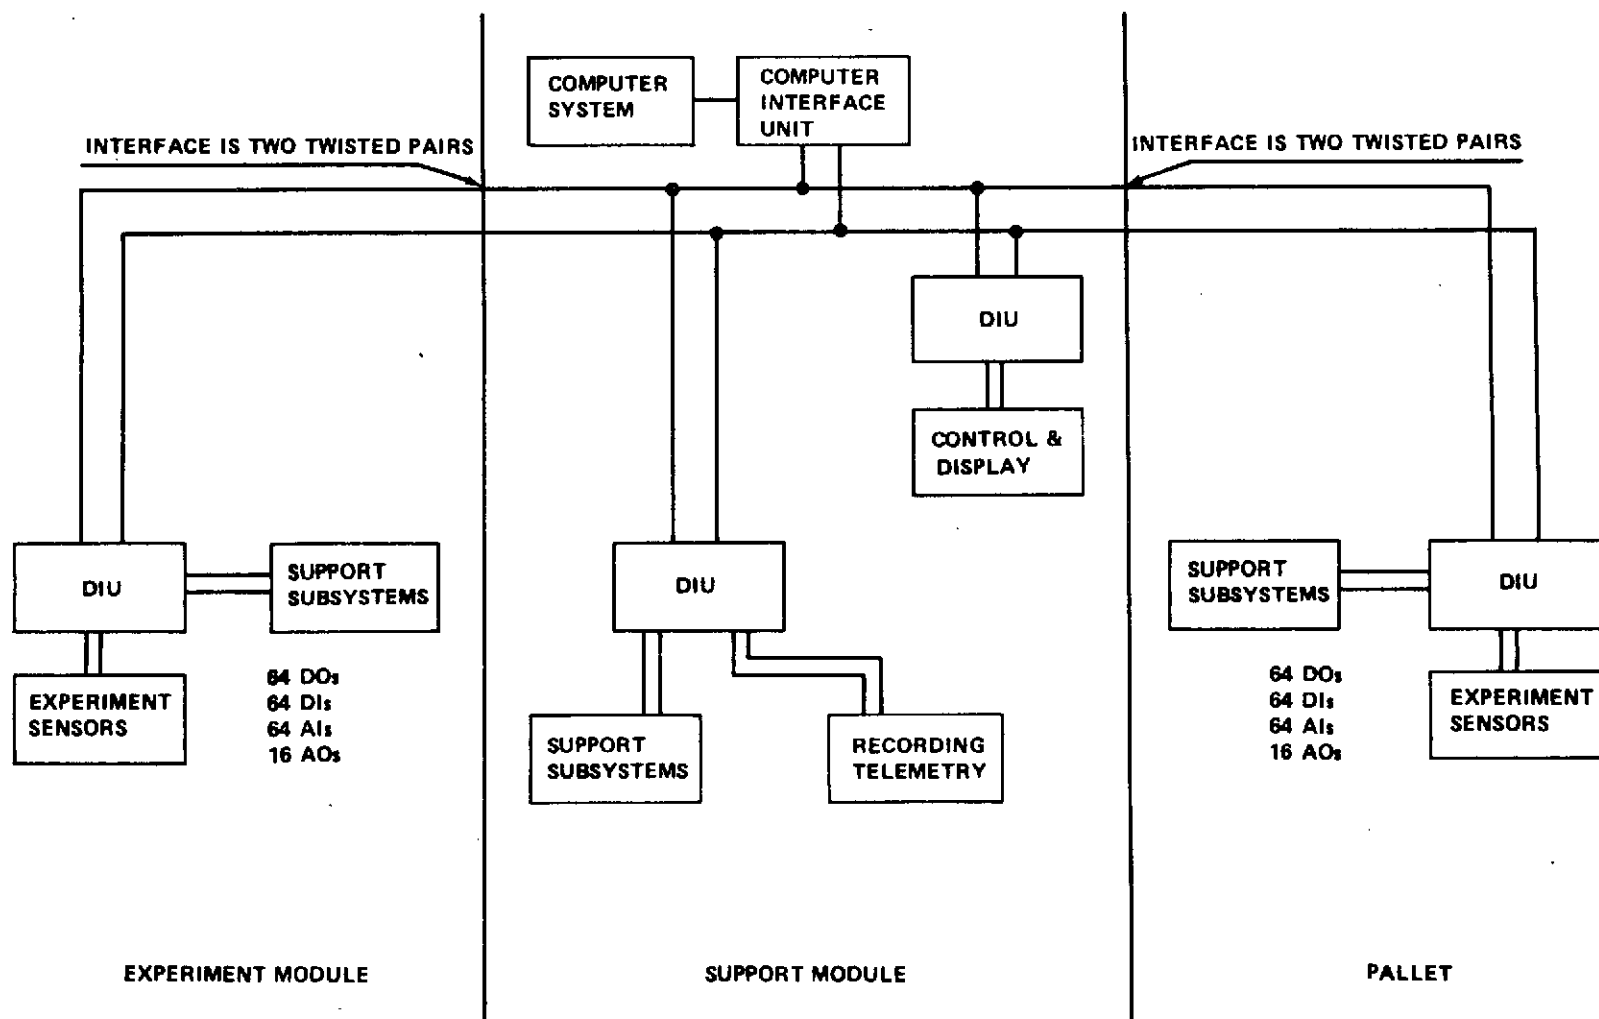 COMPUTER
SYSTEM
COMPUTER
INTERFACE
UNIT
INTERFACE IS TWO TWISTED PAIRS
INTERFACE IS TWO TWISTED PAIRS
DIU
CONTROL &
DISPLAY
DIU
SUPPORT
SUBSYSTEMS
EXPERIMENT
SENSORS
64 DOs
64 DIs
64 AIs
16 AOs
DIU
SUPPORT
SUBSYSTEMS
RECORDING
TELEMETRY
SUPPORT
SUBSYSTEMS
DIU
64 DOs
64 DIs
64 AIs
16 AOs
EXPERIMENT
SENSORS
EXPERIMENT MODULE
SUPPORT MODULE
PALLET